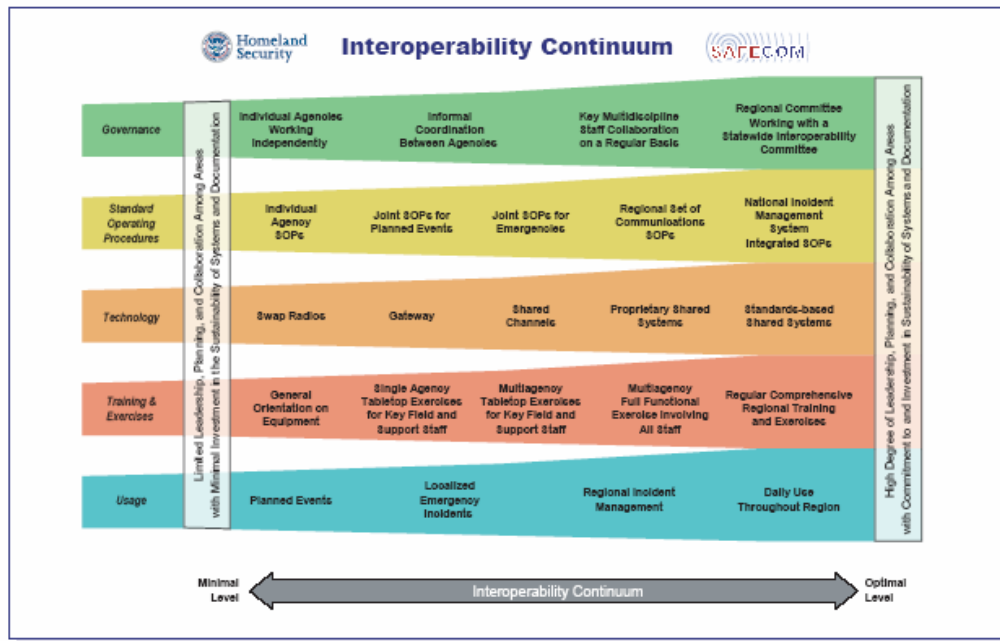 Homeland
Security
Interoperability Continuum
SAFECOM
Limited Leadership, Planning, and Collaboration Among Areas
with Minimal Investment in the Sustainability of Systems and Documentation
High Degree of Leadership, Planning, and Collaboration Among Areas
with Commitment to and Investment in Sustainability of Systems and Documentation
Governance
Individual Agencies
Working
Independently
Informal
Coordination
Between Agencies
Key Multidiscipline
Staff Collaboration
on a Regular Basis
Regional Committee
Working with a
Statewide Interoperability
Committee
Standard
Operating
Procedures
Individual
Agency
SOPs
Joint SOPs for
Planned Events
Joint SOPs for
Emergencies
Regional Set of
Communications
SOPs
National Incident
Management
System
Integrated SOPs
Technology
Swap Radios
Gateway
Shared
Channels
Proprietary Shared
Systems
Standards-based
Shared Systems
Training &
Exercises
General
Orientation on
Equipment
Single Agency
Tabletop Exercises
for Key Field and
Support Staff
Multiagency
Tabletop Exercises
for Key Field and
Support Staff
Multiagency
Full Functional
Exercise Involving
All Staff
Regular Comprehensive
Regional Training
and Exercises
Usage
Planned Events
Localized
Emergency
Incidents
Regional Incident
Management
Daily Use
Throughout Region
Minimal
Level
Interoperability Continuum
Optimal
Level